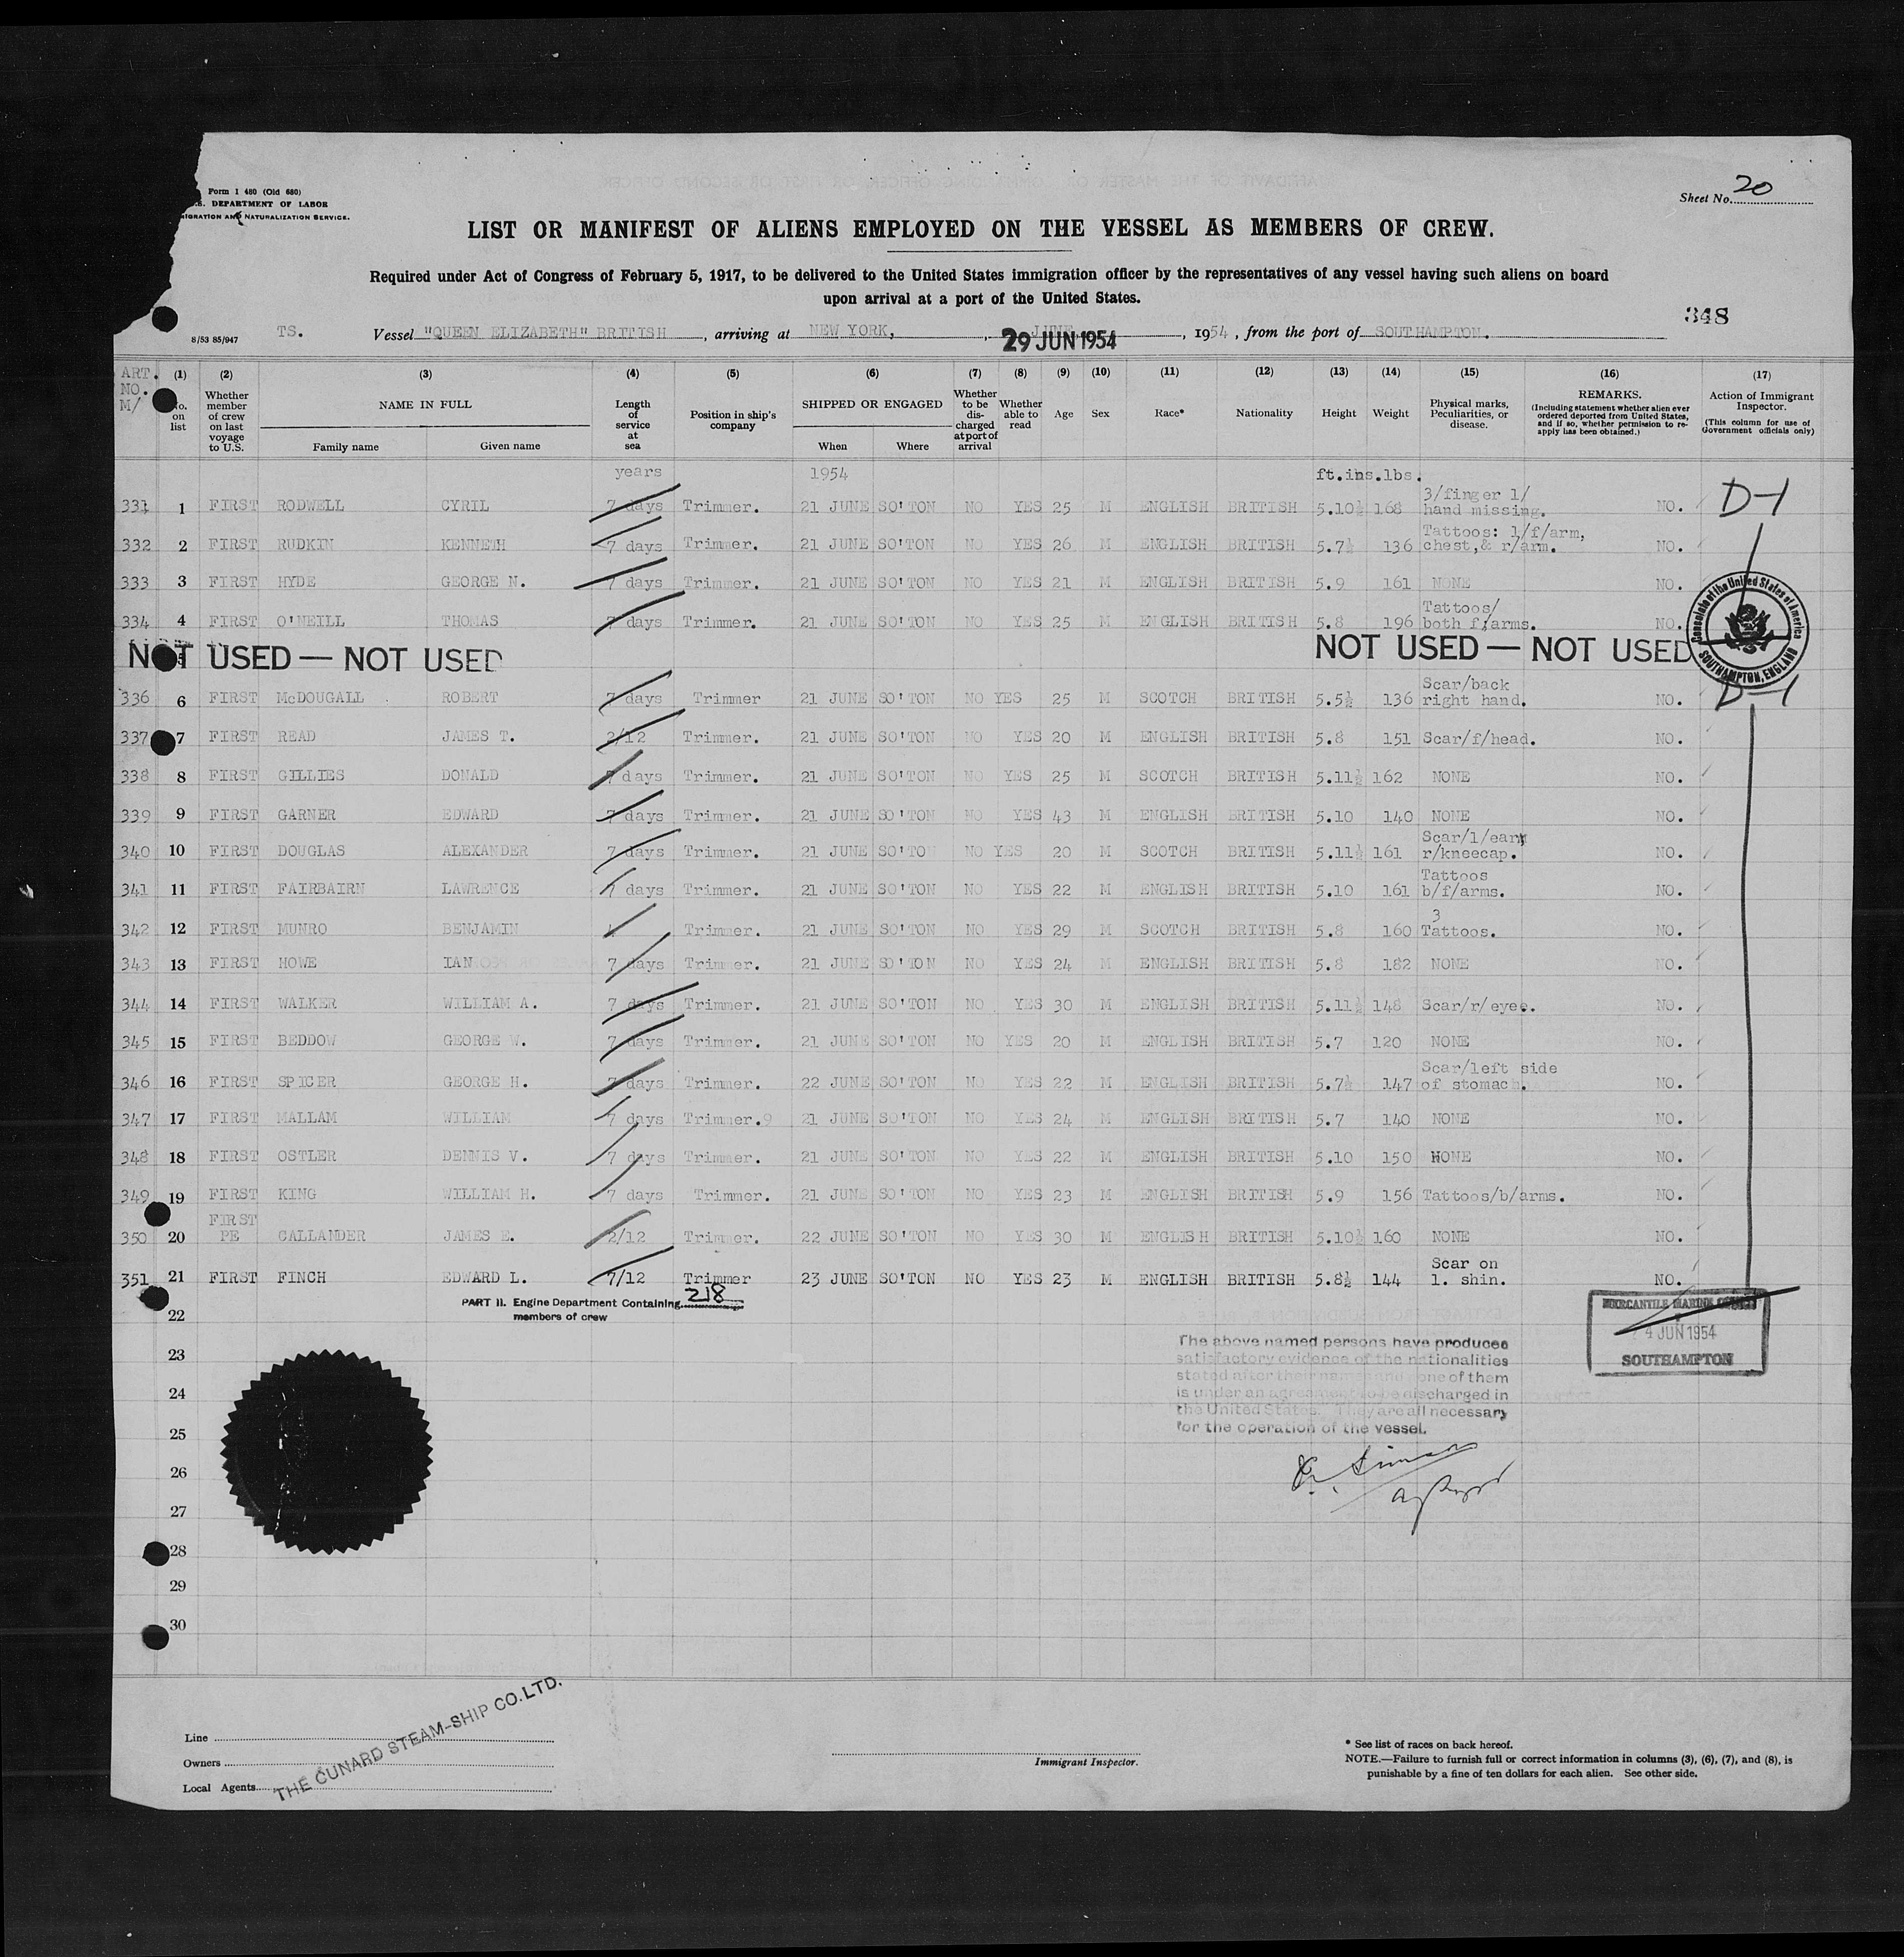 Form 1 480 (Old 680)
DEPARTMENT OF LABOR
IGRATION AND NATURALIZATION SERVICE.
Sheet No. 20
LIST OR MANIFEST OF ALIENS EMPLOYED ON THE VESSEL AS MEMBERS OF CREW.
Required under Act of Congress of February 5, 1917, to be delivered to the United States immigration officer by the representatives of any vessel having such aliens on board
upon arrival at a port of the United States.
348
8/53 85/947 TS. Vessel "QUEEN ELIZABETH" BRITISH, arriving at NEW YORK, JUNE 29 JUN 1954, 1954, from the port of SOUTHAMPTON.
ART. NO. M/
(1) No. on list
(2) Whether member of crew on last voyage to U.S.
(3) NAME IN FULL Family name Given name
(4) Length of service at sea
(5) Position in ship's company
(6) SHIPPED OR ENGAGED When Where
(7) Whether to be discharged at port of arrival
(8) Whether able to read
(9) Age
(10) Sex
(11) Race*
(12) Nationality
(13) Height
(14) Weight
(15) Physical marks, Peculiarities, or disease.
(16) REMARKS. (Including statement whether alien ever ordered deported from United States, and if so, whether permission to re-apply has been obtained.)
(17) Action of Immigrant Inspector. (This column for use of Government officials only)
years 1954 ft.ins.lbs.
331 1 FIRST RODWELL CYRIL 7 days Trimmer. 21 JUNE SO'TON NO YES 25 M ENGLISH BRITISH 5.10½ 168 3/finger l/ hand missing. NO. D-1
332 2 FIRST RUDKIN KENNETH 7 days Trimmer. 21 JUNE SO'TON NO YES 26 M ENGLISH BRITISH 5.7½ 136 Tattoos: l/f/arm, chest,& r/arm. NO.
333 3 FIRST HYDE GEORGE N. 7 days Trimmer. 21 JUNE SO'TON NO YES 21 M ENGLISH BRITISH 5.9 161 NONE NO.
334 4 FIRST O'NEILL THOMAS 7 days Trimmer. 21 JUNE SO'TON NO YES 25 M ENGLISH BRITISH 5.8 196 Tattoos/ both f/arms. NO.
NOT USED — NOT USED 5 NOT USED — NOT USED
Consulate of the United States of America SOUTHAMPTON, ENGLAND
336 6 FIRST McDOUGALL ROBERT 7 days Trimmer 21 JUNE SO'TON NO YES 25 M SCOTCH BRITISH 5.5½ 136 Scar/back right hand. NO. D-1
337 7 FIRST READ JAMES T. 2/12 Trimmer. 21 JUNE SO'TON NO YES 20 M ENGLISH BRITISH 5.8 151 Scar/f/head. NO.
338 8 FIRST GILLIES DONALD 7 days Trimmer. 21 JUNE SO'TON NO YES 25 M SCOTCH BRITISH 5.11½ 162 NONE NO.
339 9 FIRST GARNER EDWARD 7 days Trimmer. 21 JUNE SO'TON NO YES 43 M ENGLISH BRITISH 5.10 140 NONE NO.
340 10 FIRST DOUGLAS ALEXANDER 7 days Trimmer. 21 JUNE SO'TO NO YES 20 M SCOTCH BRITISH 5.11½ 161 Scar/l/ear r/kneecap. NO.
341 11 FIRST FAIRBAIRN LAWRENCE 7 days Trimmer. 21 JUNE SO'TON NO YES 22 M ENGLISH BRITISH 5.10 161 Tattoos b/f/arms. NO.
342 12 FIRST MUNRO BENJAMIN Trimmer. 21 JUNE SO'TON NO YES 29 M SCOTCH BRITISH 5.8 160 3 Tattoos. NO.
343 13 FIRST HOWE IAN 7 days Trimmer. 21 JUNE SO'TON NO YES 24 M ENGLISH BRITISH 5.8 182 NONE NO.
344 14 FIRST WALKER WILLIAM A. 7 days Trimmer. 21 JUNE SO'TON NO YES 30 M ENGLISH BRITISH 5.11½ 148 Scar/r/eye. NO.
345 15 FIRST BEDDOW GEORGE W. 7 days Trimmer. 21 JUNE SO'TON NO YES 20 M ENGLISH BRITISH 5.7 120 NONE NO.
346 16 FIRST SPICER GEORGE H. 7 days Trimmer. 22 JUNE SO'TON NO YES 22 M ENGLISH BRITISH 5.7½ 147 Scar/left side of stomach. NO.
347 17 FIRST MALLAM WILLIAM 7 days Trimmer.9 21 JUNE SO'TON NO YES 24 M ENGLISH BRITISH 5.7 140 NONE NO.
348 18 FIRST OSTLER DENNIS V. 7 days Trimmer. 21 JUNE SO'TON NO YES 22 M ENGLISH BRITISH 5.10 150 NONE NO.
349 19 FIRST KING WILLIAM H. 7 days Trimmer. 21 JUNE SO'TON NO YES 23 M ENGLISH BRITISH 5.9 156 Tattoos/b/arms. NO.
350 20 FIRST PE CALLANDER JAMES E. 2/12 Trimmer. 22 JUNE SO'TON NO YES 30 M ENGLISH BRITISH 5.10½ 160 NONE NO.
351 21 FIRST FINCH EDWARD L. 7/12 Trimmer 23 JUNE SO'TON NO YES 23 M ENGLISH BRITISH 5.8½ 144 Scar on l. shin. NO.
PART II. Engine Department Containing 218
members of crew
22
23
24
25
26
27
28
29
30
MERCANTILE MARINE OFFICE
4 JUN 1954
SOUTHAMPTON
The above named persons have produced
satisfactory evidence of the nationalities
stated after their names and none of them
is under an agreement to be discharged in
the United States. They are all necessary
for the operation of the vessel.
Line
Owners
Local Agents
THE CUNARD STEAM-SHIP CO. LTD.
Immigrant Inspector.
* See list of races on back hereof.
NOTE.—Failure to furnish full or correct information in columns (3), (6), (7), and (8), is
punishable by a fine of ten dollars for each alien. See other side.